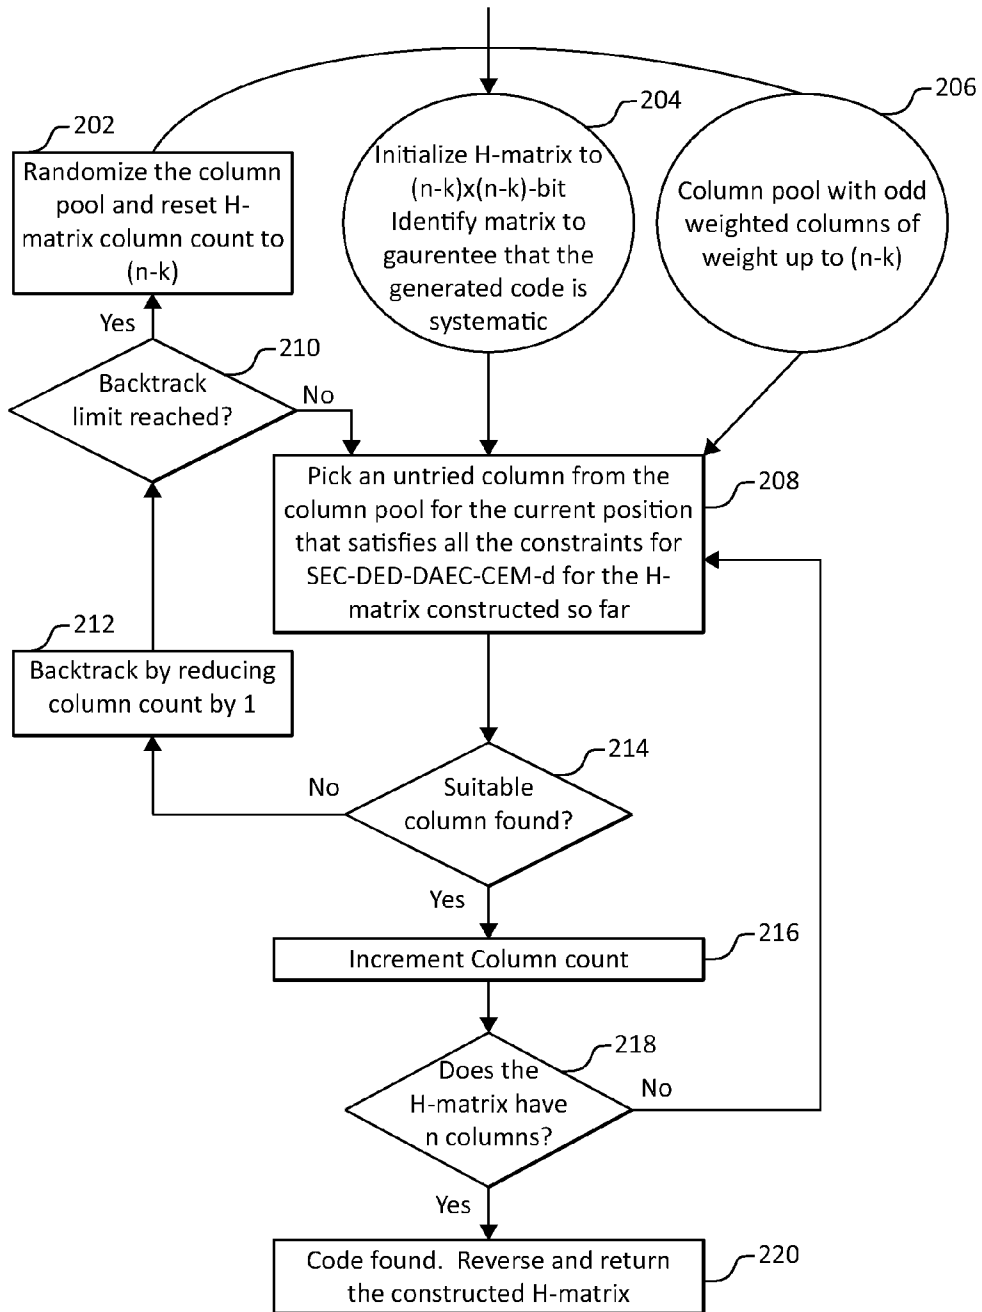 202
Randomize the column
pool and reset H-
matrix column count to
(n-k)
204
Initialize H-matrix to
(n-k)x(n-k)-bit
Identify matrix to
gaurentee that the
generated code is
systematic
206
Column pool with odd
weighted columns of
weight up to (n-k)
Yes
210
Backtrack
limit reached?
No
Pick an untried column from the
column pool for the current position
that satisfies all the constraints for
SEC-DED-DAEC-CEM-d for the H-
matrix constructed so far
208
212
Backtrack by reducing
column count by 1
No
214
Suitable
column found?
Yes
Increment Column count
216
218
Does the
H-matrix have
n columns?
No
Yes
Code found. Reverse and return
the constructed H-matrix
220